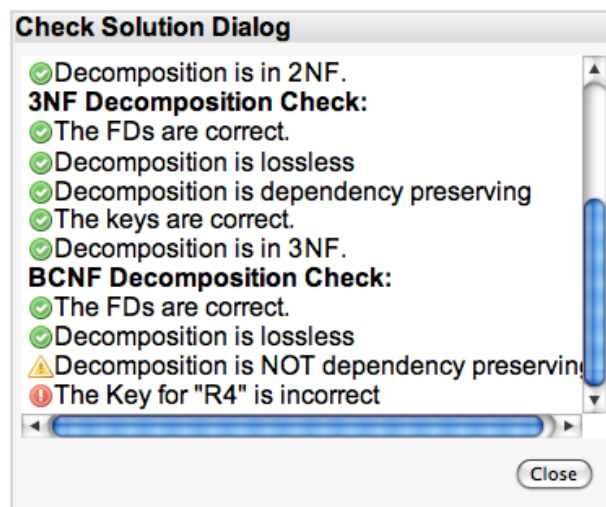 Check Solution Dialog
Decomposition is in 2NF.
3NF Decomposition Check:
The FDs are correct.
Decomposition is lossless
Decomposition is dependency preserving
The keys are correct.
Decomposition is in 3NF.
BCNF Decomposition Check:
The FDs are correct.
Decomposition is lossless
Decomposition is NOT dependency preserving
The Key for "R4" is incorrect
Close